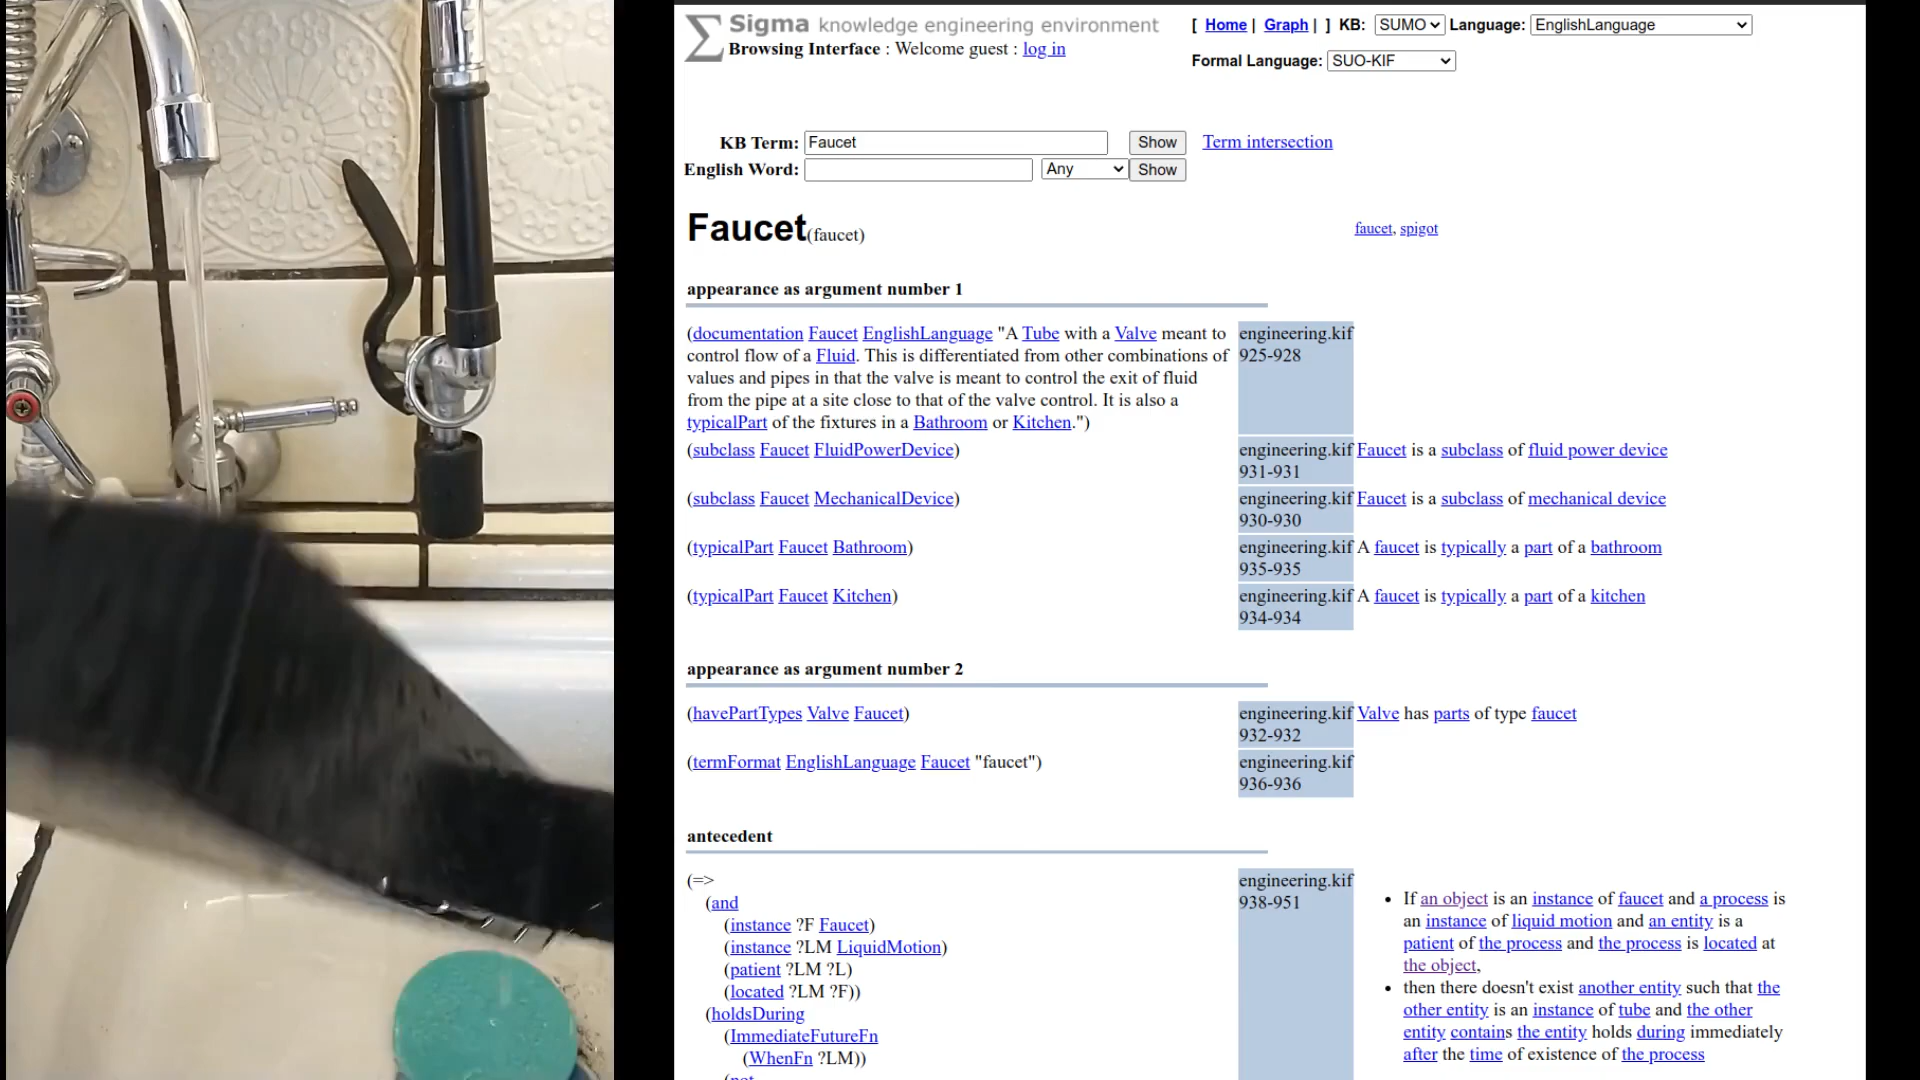 Sigma knowledge engineering environment
Browsing Interface : Welcome guest : log in
[ Home | Graph | ] KB: SUMO Language: EnglishLanguage
Formal Language: SUO-KIF
KB Term: Faucet Show Term intersection
English Word: Any Show
Faucet(faucet)
faucet, spigot
appearance as argument number 1
(documentation Faucet EnglishLanguage "A Tube with a Valve meant to
control flow of a Fluid. This is differentiated from other combinations of
values and pipes in that the valve is meant to control the exit of fluid
from the pipe at a site close to that of the valve control. It is also a
typicalPart of the fixtures in a Bathroom or Kitchen.")
engineering.kif
925-928
(subclass Faucet FluidPowerDevice)
engineering.kif
931-931
Faucet is a subclass of fluid power device
(subclass Faucet MechanicalDevice)
engineering.kif
930-930
Faucet is a subclass of mechanical device
(typicalPart Faucet Bathroom)
engineering.kif
935-935
A faucet is typically a part of a bathroom
(typicalPart Faucet Kitchen)
engineering.kif
934-934
A faucet is typically a part of a kitchen
appearance as argument number 2
(havePartTypes Valve Faucet)
engineering.kif
932-932
Valve has parts of type faucet
(termFormat EnglishLanguage Faucet "faucet")
engineering.kif
936-936
antecedent
(=>
(and
(instance ?F Faucet)
(instance ?LM LiquidMotion)
(patient ?LM ?L)
(located ?LM ?F))
(holdsDuring
(ImmediateFutureFn
(WhenFn ?LM))
(not
engineering.kif
938-951
• If an object is an instance of faucet and a process is
an instance of liquid motion and an entity is a
patient of the process and the process is located at
the object,
• then there doesn't exist another entity such that the
other entity is an instance of tube and the other
entity contains the entity holds during immediately
after the time of existence of the process